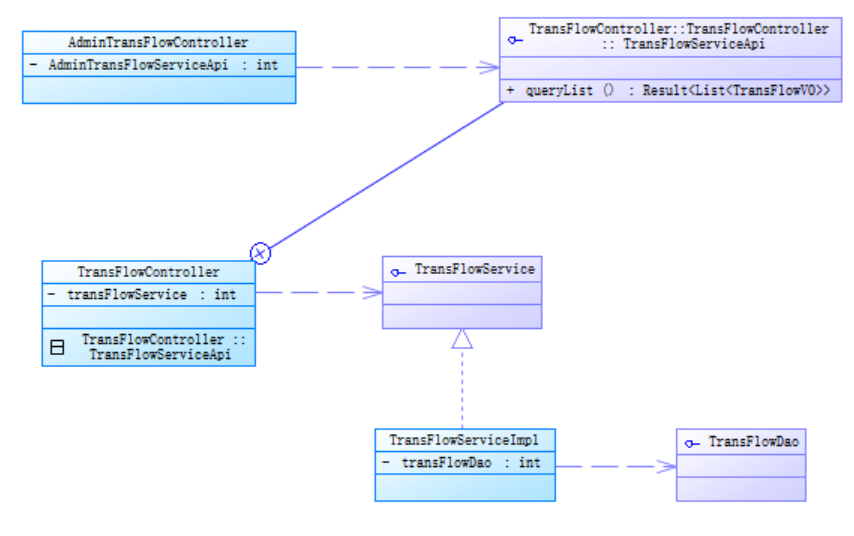 AdminTransFlowController
- AdminTransFlowServiceApi : int
TransFlowController::TransFlowController
:: TransFlowServiceApi
+ queryList () : Result<List<TransFlowVO>>
TransFlowController
- transFlowService : int
TransFlowController ::
TransFlowServiceApi
TransFlowService
TransFlowServiceImpl
- transFlowDao : int
TransFlowDao